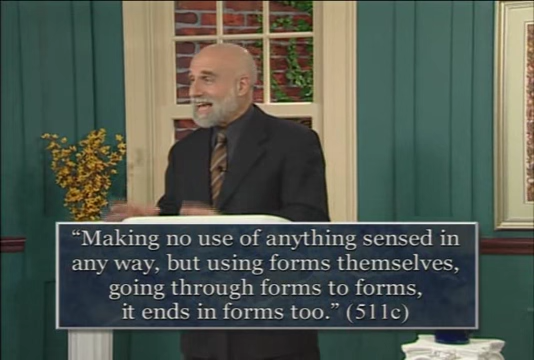 “Making no use of anything sensed in
any way, but using forms themselves,
going through forms to forms,
it ends in forms too.” (511c)